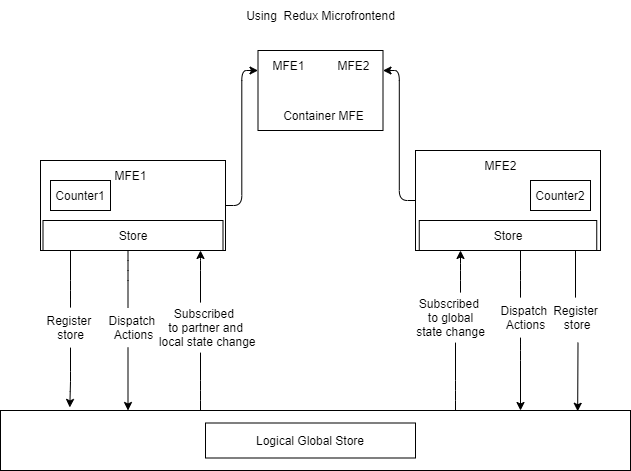 Using Redux Microfrontend
MFE1 MFE2
Container MFE
MFE1
Counter1
Store
MFE2
Counter2
Store
Register
store
Dispatch
Actions
Subscribed
to partner and
local state change
Subscribed
to global
state change
Dispatch
Actions
Register
store
Logical Global Store